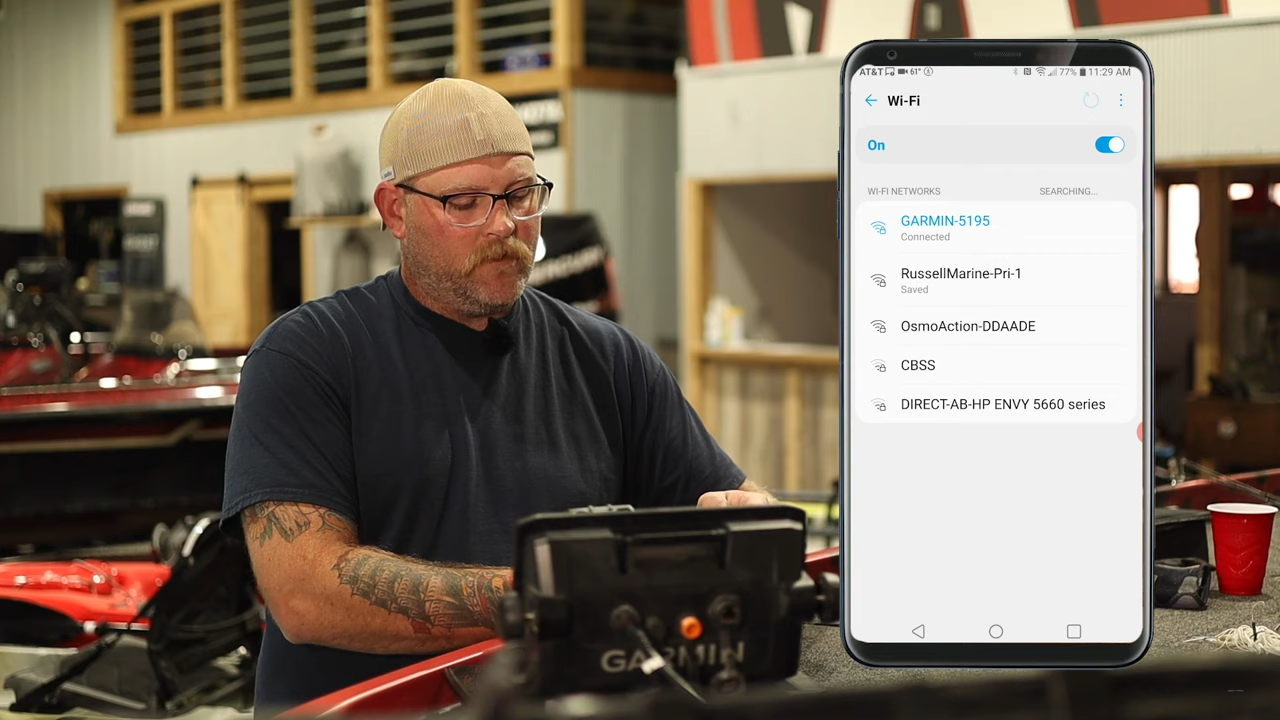 AT&T 61° 77% 11:29 AM
Wi-Fi
On
WI-FI NETWORKS SEARCHING...
GARMIN-5195
Connected
RussellMarine-Pri-1
Saved
OsmoAction-DDAADE
CBSS
DIRECT-AB-HP ENVY 5660 series
GARMIN